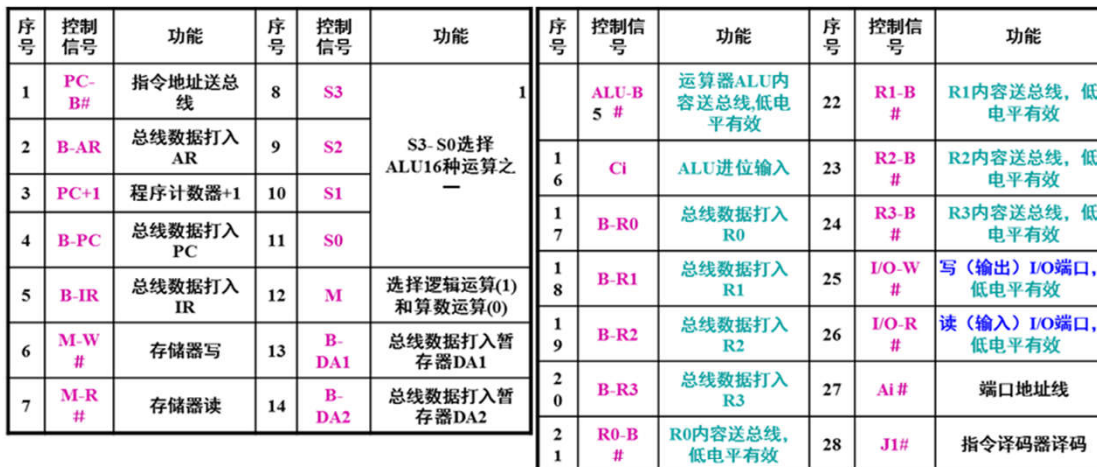 序号 控制信号 功能 序号 控制信号 功能
1 PC-B# 指令地址送总线 8 S3 1
2 B-AR 总线数据打入AR 9 S2 S3-S0选择ALU16种运算之一
3 PC+1 程序计数器+1 10 S1
4 B-PC 总线数据打入PC 11 S0
5 B-IR 总线数据打入IR 12 M 选择逻辑运算(1)和算数运算(0)
6 M-W# 存储器写 13 B-DA1 总线数据打入暂存器DA1
7 M-R# 存储器读 14 B-DA2 总线数据打入暂存器DA2
序号 控制信号 功能 序号 控制信号 功能
5 ALU-B# 运算器ALU内容送总线,低电平有效 22 R1-B# R1内容送总线，低电平有效
16 Ci ALU进位输入 23 R2-B# R2内容送总线，低电平有效
17 B-R0 总线数据打入R0 24 R3-B# R3内容送总线，低电平有效
18 B-R1 总线数据打入R1 25 I/O-W# 写（输出）I/O端口，低电平有效
19 B-R2 总线数据打入R2 26 I/O-R# 读（输入）I/O端口，低电平有效
20 B-R3 总线数据打入R3 27 Ai# 端口地址线
21 R0-B# R0内容送总线，低电平有效 28 J1# 指令译码器译码